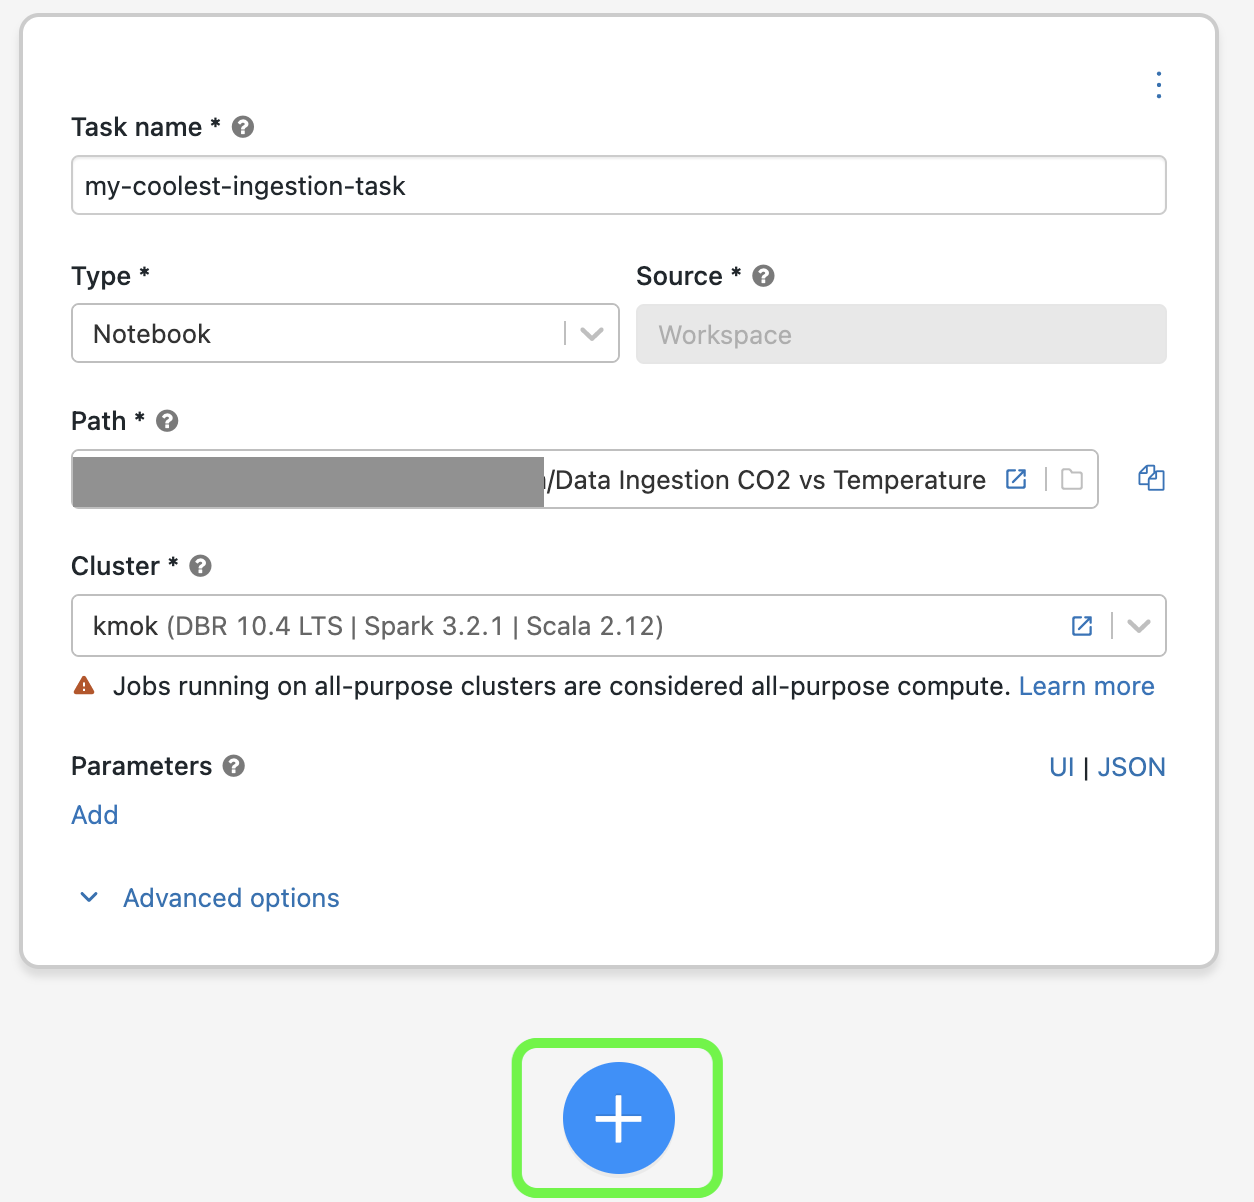 Task name *
my-coolest-ingestion-task
Type * Source *
Notebook Workspace
Path *
/Data Ingestion CO2 vs Temperature
Cluster *
kmok (DBR 10.4 LTS | Spark 3.2.1 | Scala 2.12)
Jobs running on all-purpose clusters are considered all-purpose compute. Learn more
Parameters UI | JSON
Add
Advanced options